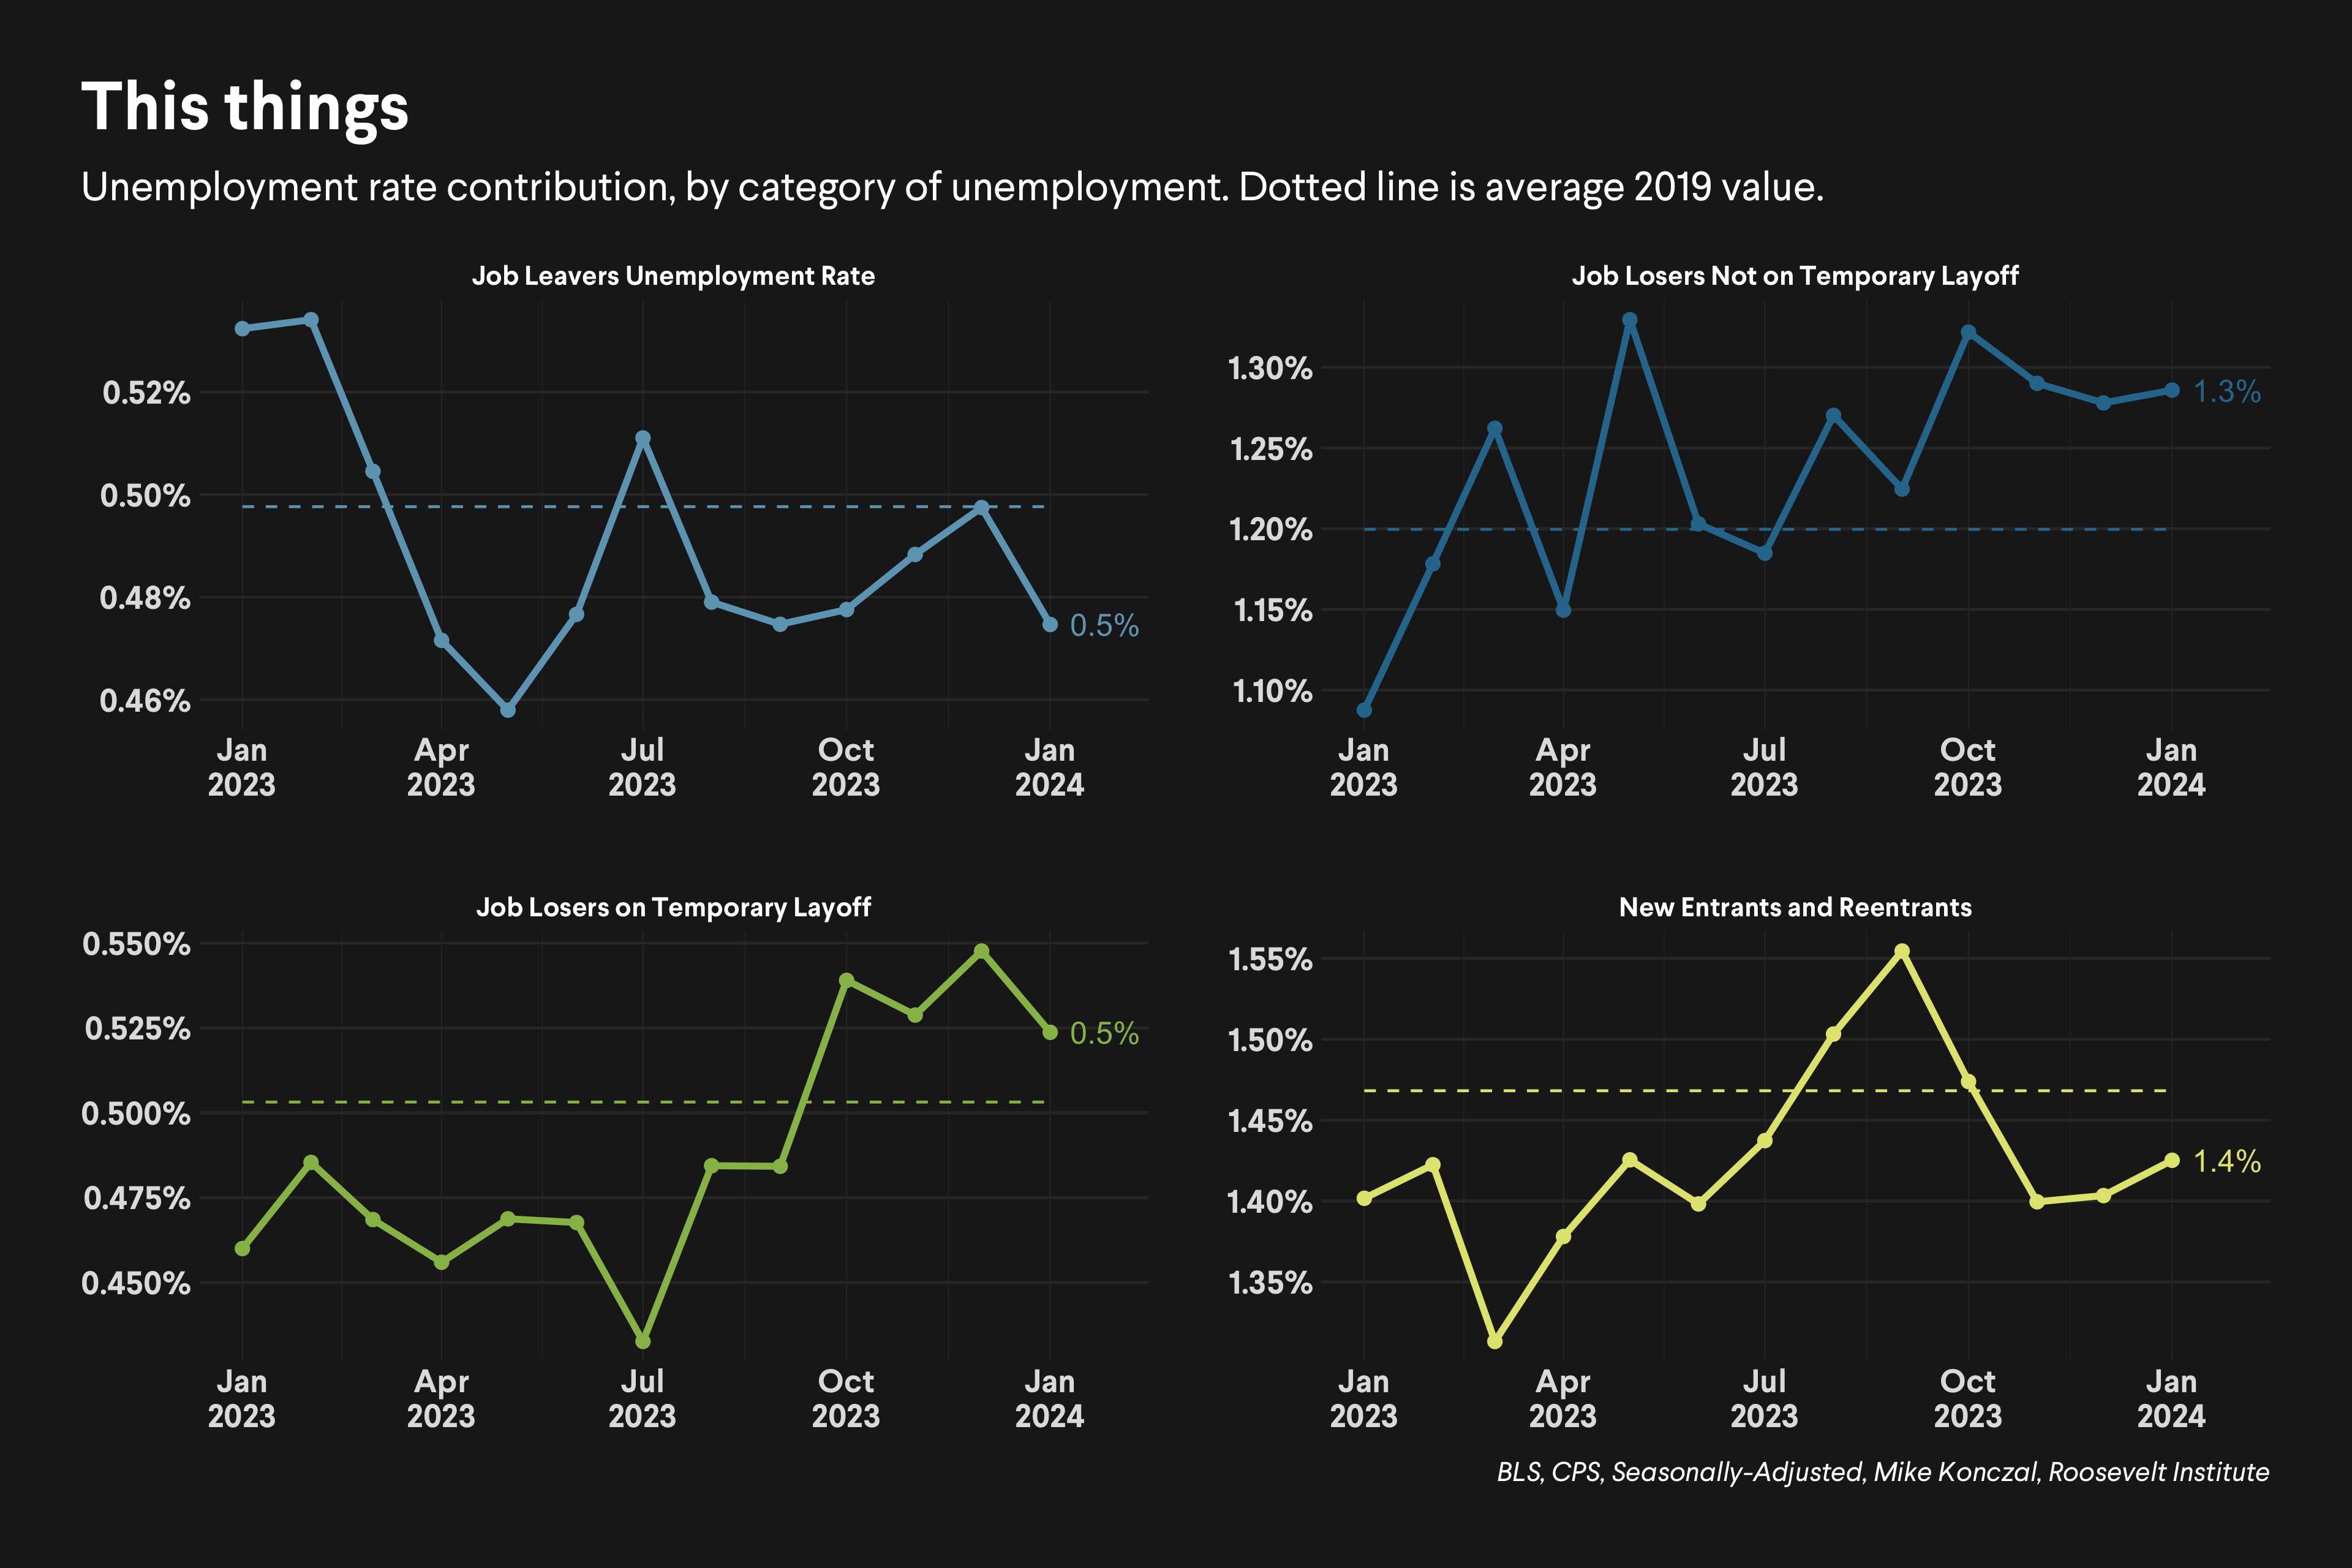 This things
Unemployment rate contribution, by category of unemployment. Dotted line is average 2019 value.
Job Leavers Unemployment Rate
0.52%
0.50%
0.48%
0.46%
0.5%
Jan Apr Jul Oct Jan
2023 2023 2023 2023 2024
Job Losers Not on Temporary Layoff
1.30%
1.25%
1.20%
1.15%
1.10%
1.3%
Jan Apr Jul Oct Jan
2023 2023 2023 2023 2024
Job Losers on Temporary Layoff
0.550%
0.525%
0.500%
0.475%
0.450%
0.5%
Jan Apr Jul Oct Jan
2023 2023 2023 2023 2024
New Entrants and Reentrants
1.55%
1.50%
1.45%
1.40%
1.35%
1.4%
Jan Apr Jul Oct Jan
2023 2023 2023 2023 2024
BLS, CPS, Seasonally-Adjusted, Mike Konczal, Roosevelt Institute